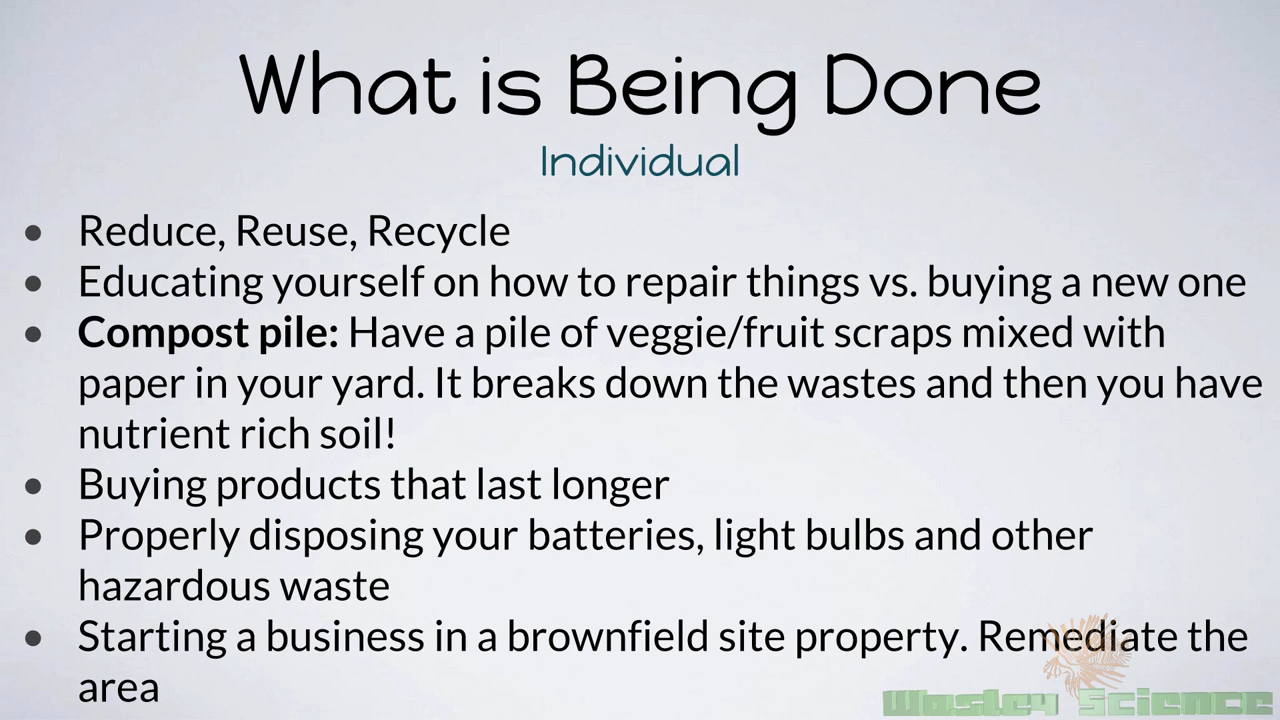 What is Being Done
Individual
• Reduce, Reuse, Recycle
• Educating yourself on how to repair things vs. buying a new one
• Compost pile: Have a pile of veggie/fruit scraps mixed with
paper in your yard. It breaks down the wastes and then you have
nutrient rich soil!
• Buying products that last longer
• Properly disposing your batteries, light bulbs and other
hazardous waste
• Starting a business in a brownfield site property. Remediate the
area
Wasley Science